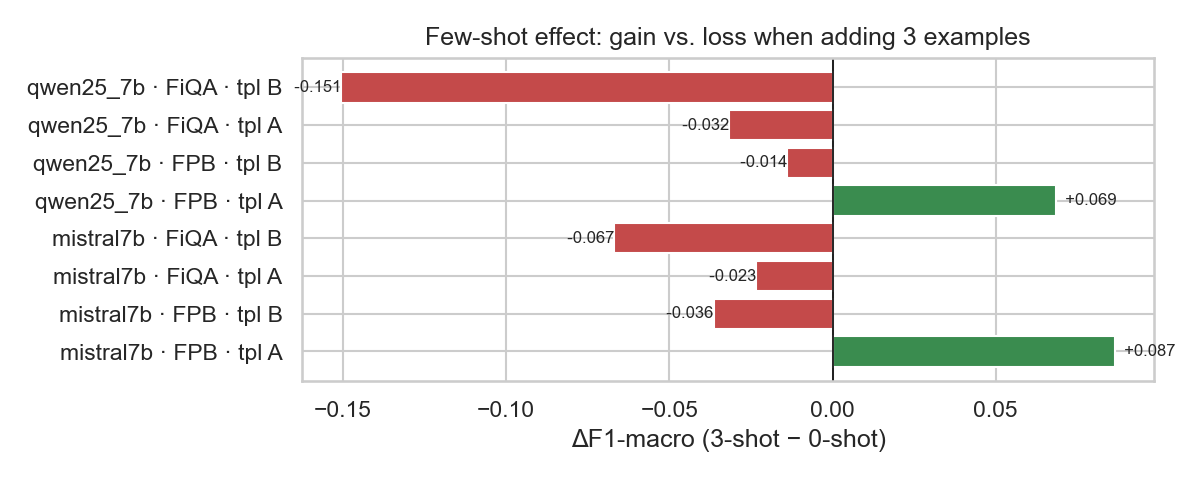 Few-shot effect: gain vs. loss when adding 3 examples
qwen25_7b · FiQA · tpl B -0.151
qwen25_7b · FiQA · tpl A -0.032
qwen25_7b · FPB · tpl B -0.014
qwen25_7b · FPB · tpl A +0.069
mistral7b · FiQA · tpl B -0.067
mistral7b · FiQA · tpl A -0.023
mistral7b · FPB · tpl B -0.036
mistral7b · FPB · tpl A +0.087
−0.15 −0.10 −0.05 0.00 0.05
ΔF1-macro (3-shot − 0-shot)